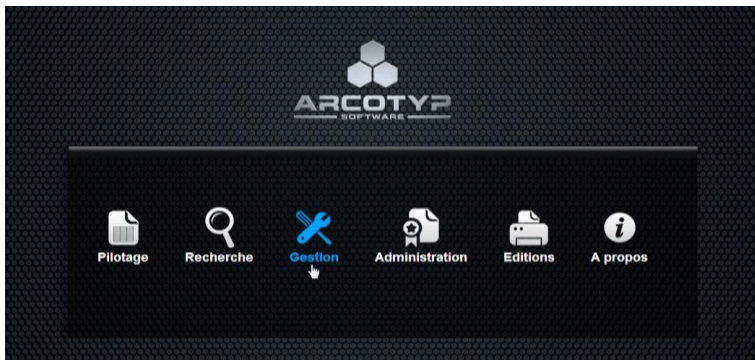 ARCOTYP
SOFTWARE
Pilotage
Recherche
Gestion
Administration
Editions
A propos